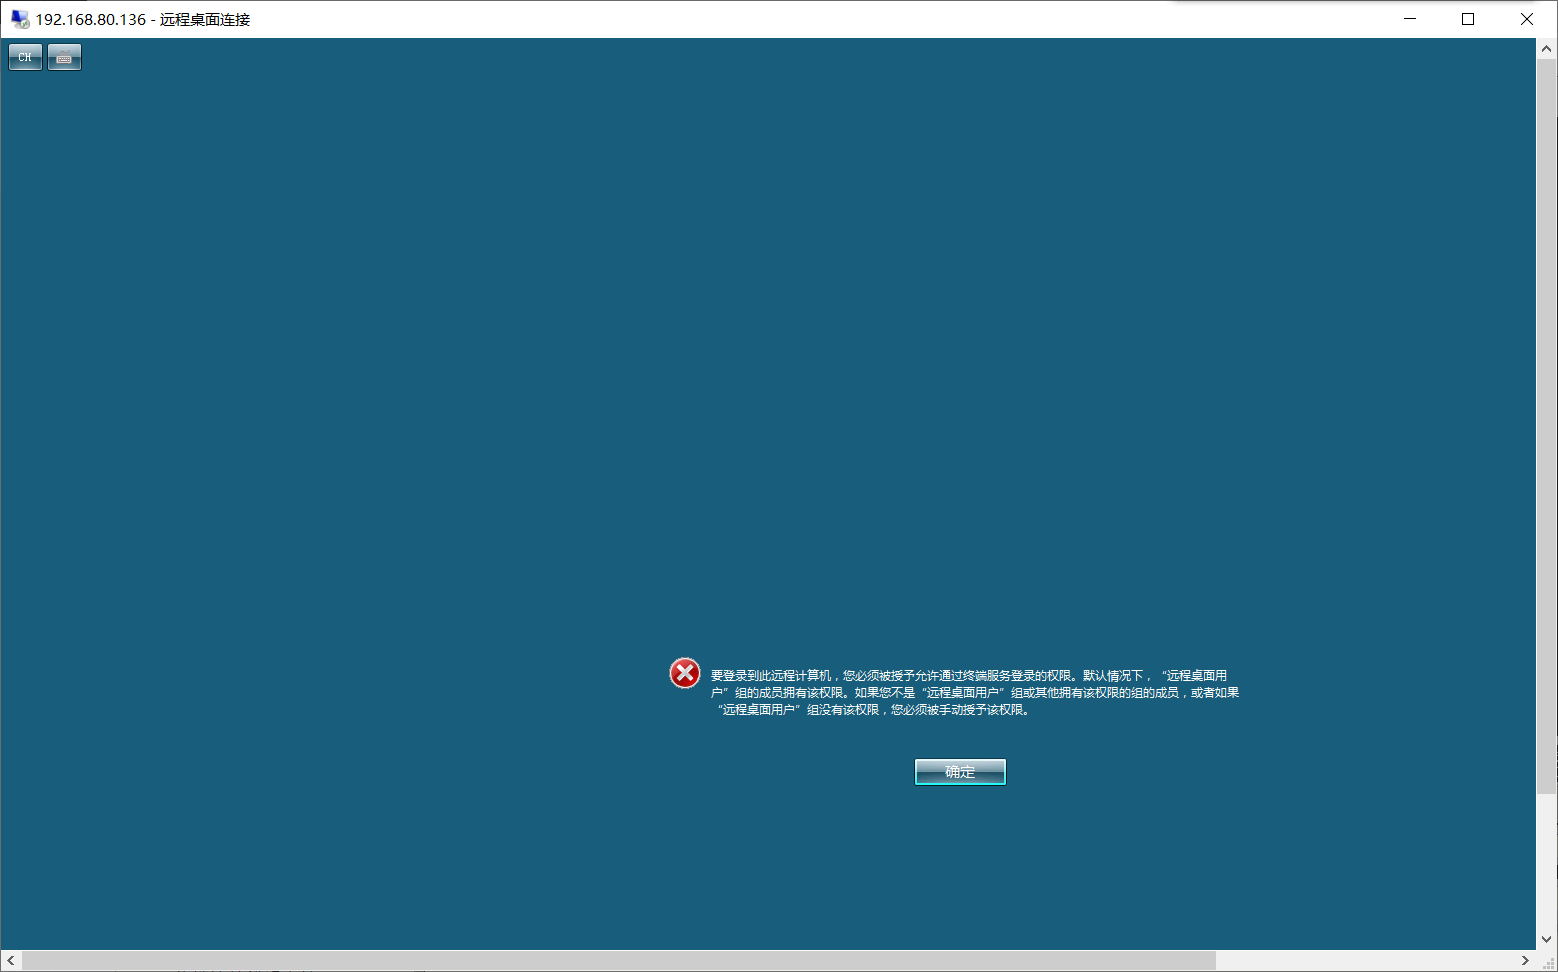 192.168.80.136 - 远程桌面连接
CH
要登录到此远程计算机，您必须被授予允许通过终端服务登录的权限。默认情况下，“远程桌面用
户”组的成员拥有该权限。如果您不是“远程桌面用户”组或其他拥有该权限的组的成员，或者如果
“远程桌面用户”组没有该权限，您必须被手动授予该权限。
确定